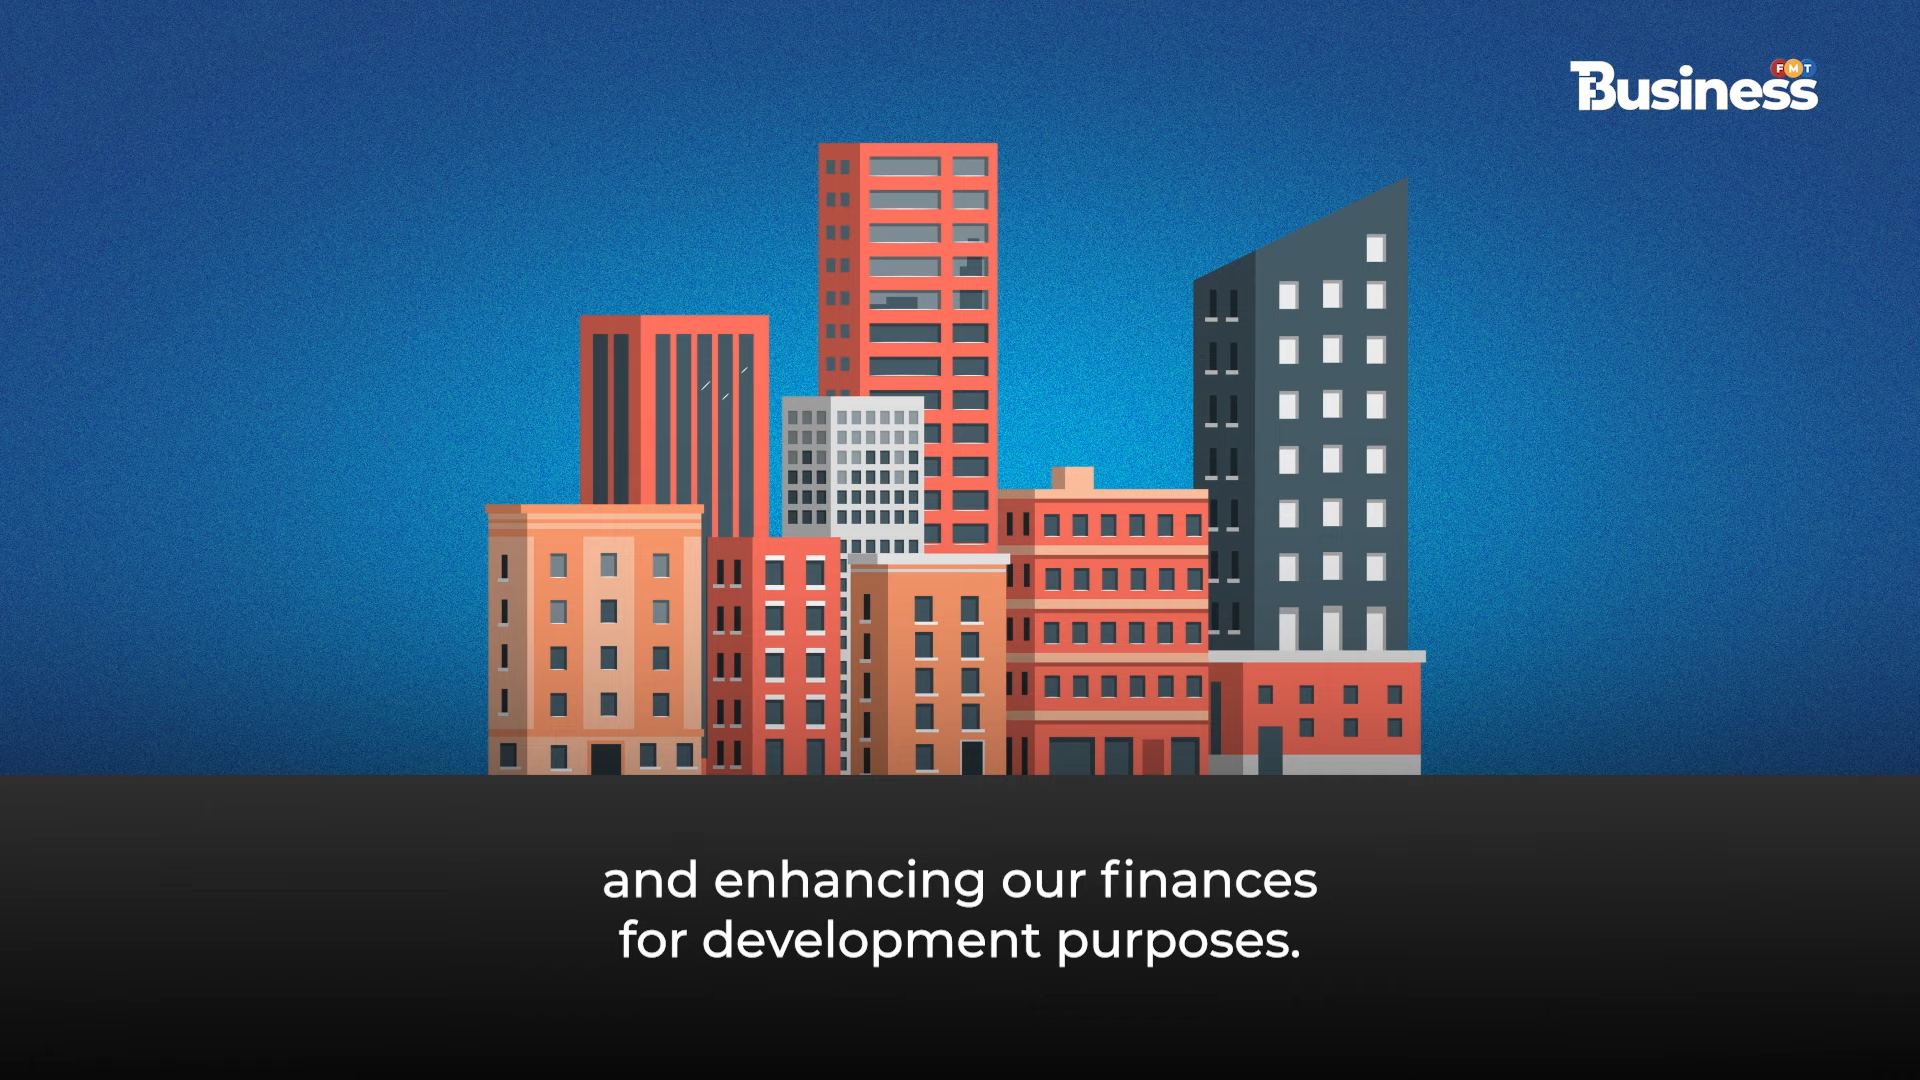 FMT
Business
and enhancing our finances
for development purposes.